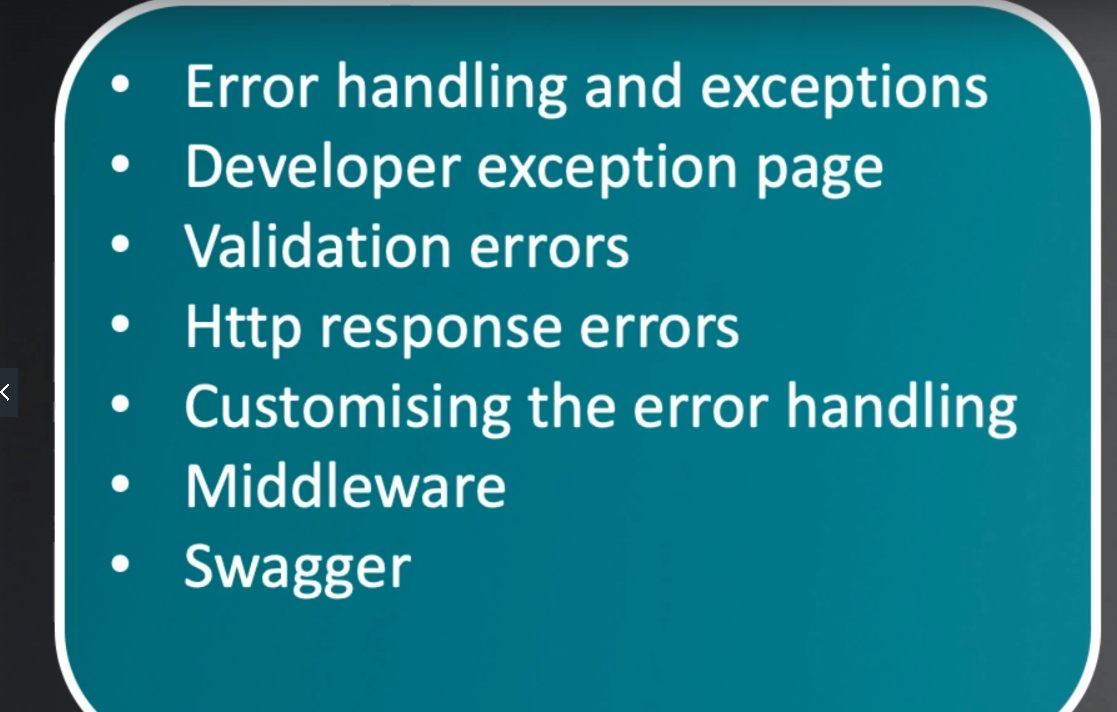 • Error handling and exceptions
• Developer exception page
• Validation errors
• Http response errors
• Customising the error handling
• Middleware
• Swagger